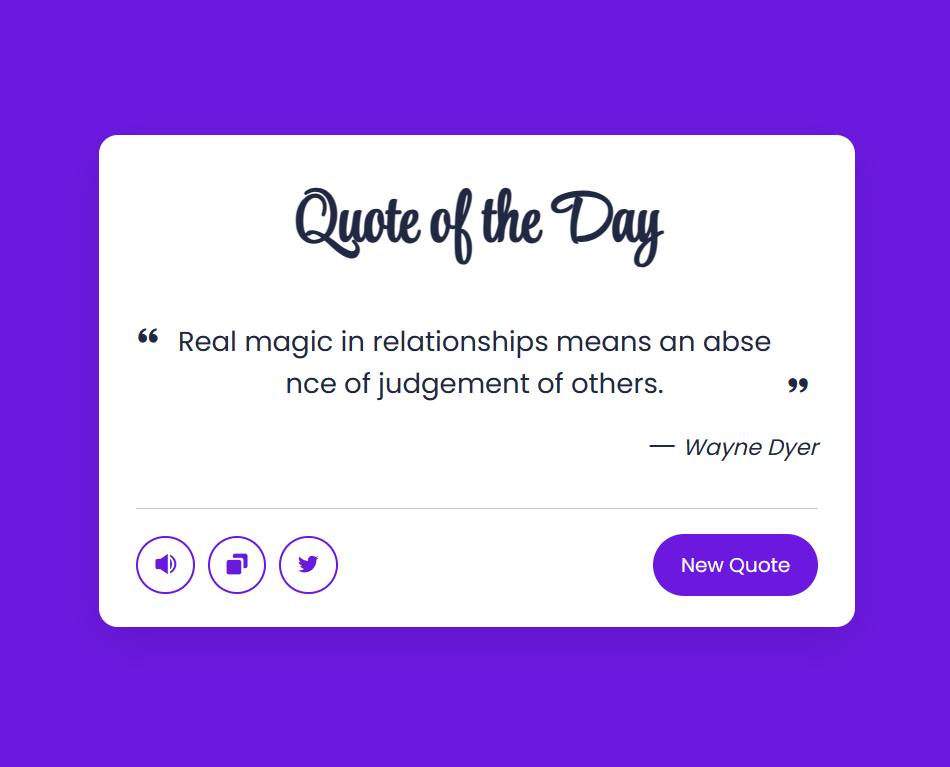 Quote of the Day
“ Real magic in relationships means an abse
nce of judgement of others. ”
— Wayne Dyer
New Quote